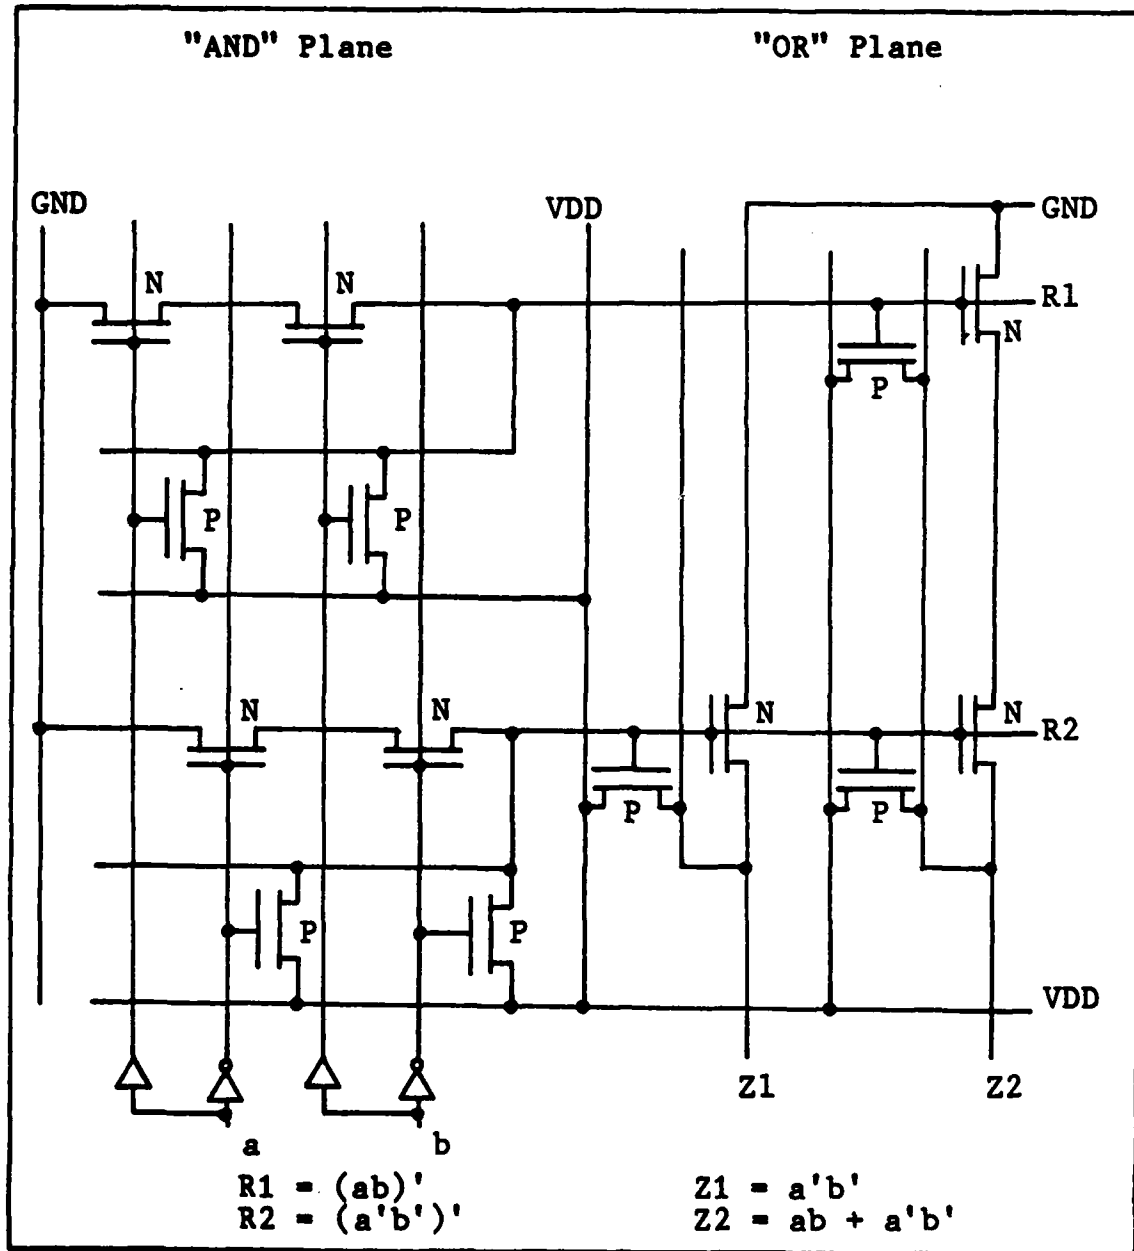 "AND" Plane
"OR" Plane
GND
VDD
GND
N
N
R1
N
P
P
P
N
N
N
N
R2
P
P
P
P
VDD
Z1
Z2
a
b
R1 = (ab)'
R2 = (a'b')'
Z1 = a'b'
Z2 = ab + a'b'